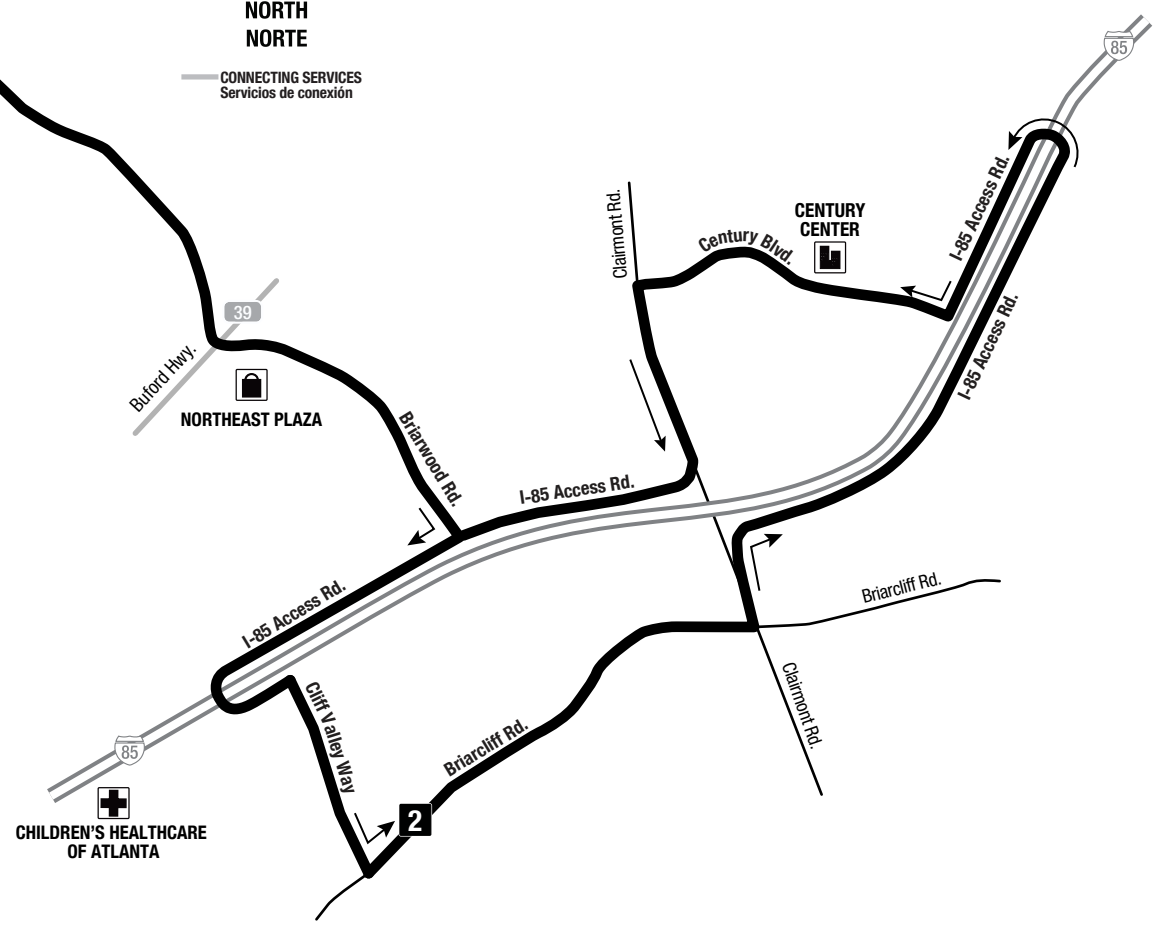 NORTH
NORTE
CONNECTING SERVICES
Servicios de conexión
85
I-85 Access Rd.
Clairmont Rd.
Century Blvd.
CENTURY
CENTER
39
Buford Hwy.
NORTHEAST PLAZA
I-85 Access Rd.
Briarwood Rd.
I-85 Access Rd.
I-85 Access Rd.
Briarcliff Rd.
Clairmont Rd.
Cliff Valley Way
Briarcliff Rd.
85
2
CHILDREN'S HEALTHCARE
OF ATLANTA